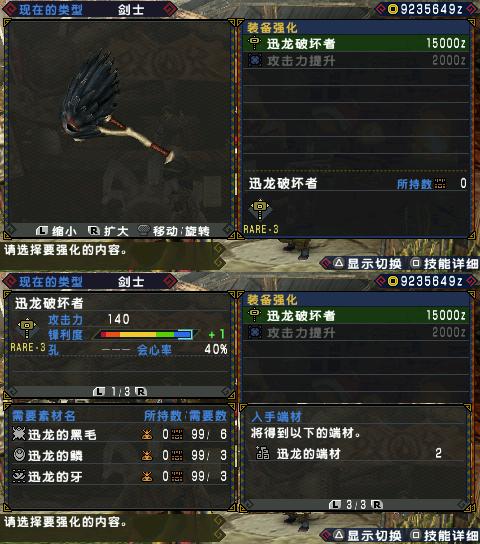 现在的类型 剑士 9235649z
装备强化
迅龙破坏者 15000z
攻击力提升 2000z
迅龙破坏者 所持数 0
RARE-3
L 缩小 R 扩大 移动/旋转
请选择要强化的内容。
△显示切换 □技能详细
现在的类型 剑士 9235649z
迅龙破坏者
攻击力 140
锋利度 +1
RARE-3 孔 --- 会心率 40%
L 1/3 R
装备强化
迅龙破坏者 15000z
攻击力提升 2000z
需要素材名 所持数/需要数
迅龙的黑毛 0 99/ 6
迅龙的鳞 0 99/ 3
迅龙的牙 0 99/ 3
入手端材
将得到以下的端材。
迅龙的端材 2
L 3/3 R
请选择要强化的内容。
△显示切换 □技能详细